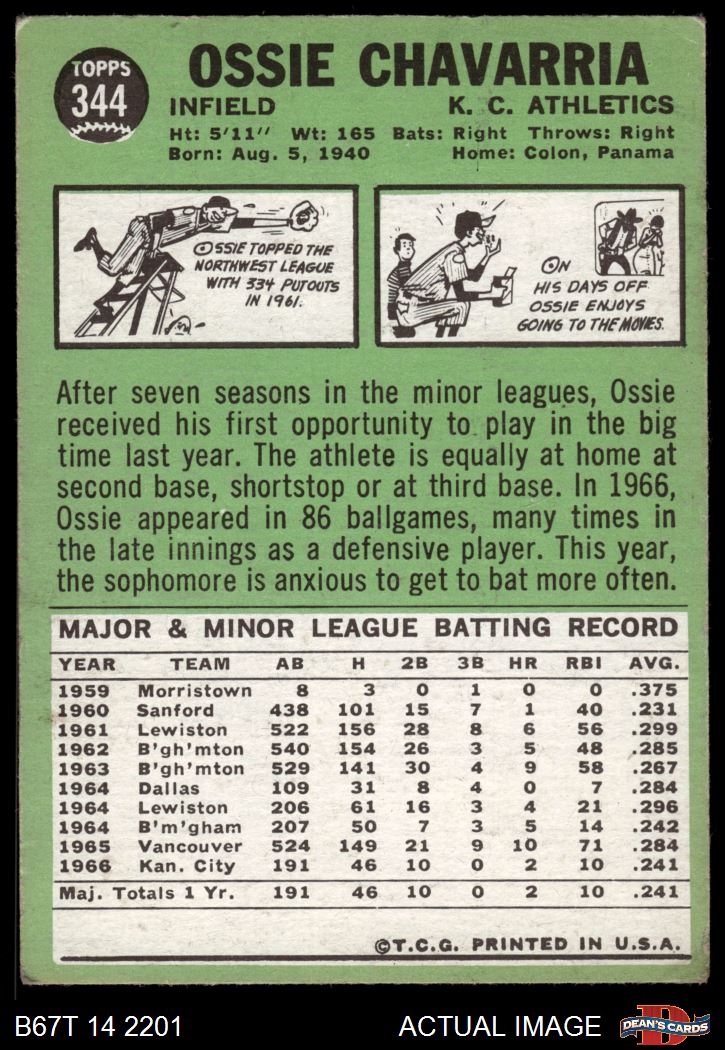 TOPPS
344
OSSIE CHAVARRIA
INFIELD K. C. ATHLETICS
Ht: 5'11" Wt: 165 Bats: Right Throws: Right
Born: Aug. 5, 1940 Home: Colon, Panama
OSSIE TOPPED THE
NORTHWEST LEAGUE
WITH 334 PUTOUTS
IN 1961.
ON
HIS DAYS OFF
OSSIE ENJOYS
GOING TO THE MOVIES.
After seven seasons in the minor leagues, Ossie
received his first opportunity to play in the big
time last year. The athlete is equally at home at
second base, shortstop or at third base. In 1966,
Ossie appeared in 86 ballgames, many times in
the late innings as a defensive player. This year,
the sophomore is anxious to get to bat more often.
MAJOR & MINOR LEAGUE BATTING RECORD
YEAR TEAM AB H 2B 3B HR RBI AVG.
1959 Morristown 8 3 0 1 0 0 .375
1960 Sanford 438 101 15 7 1 40 .231
1961 Lewiston 522 156 28 8 6 56 .299
1962 B'gh'mton 540 154 26 3 5 48 .285
1963 B'gh'mton 529 141 30 4 9 58 .267
1964 Dallas 109 31 8 4 0 7 .284
1964 Lewiston 206 61 16 3 4 21 .296
1964 B'm'gham 207 50 7 3 5 14 .242
1965 Vancouver 524 149 21 9 10 71 .284
1966 Kan. City 191 46 10 0 2 10 .241
Maj. Totals 1 Yr. 191 46 10 0 2 10 .241
©T.C.G. PRINTED IN U.S.A.
B67T 14 2201 ACTUAL IMAGE
D
DEAN'S CARDS